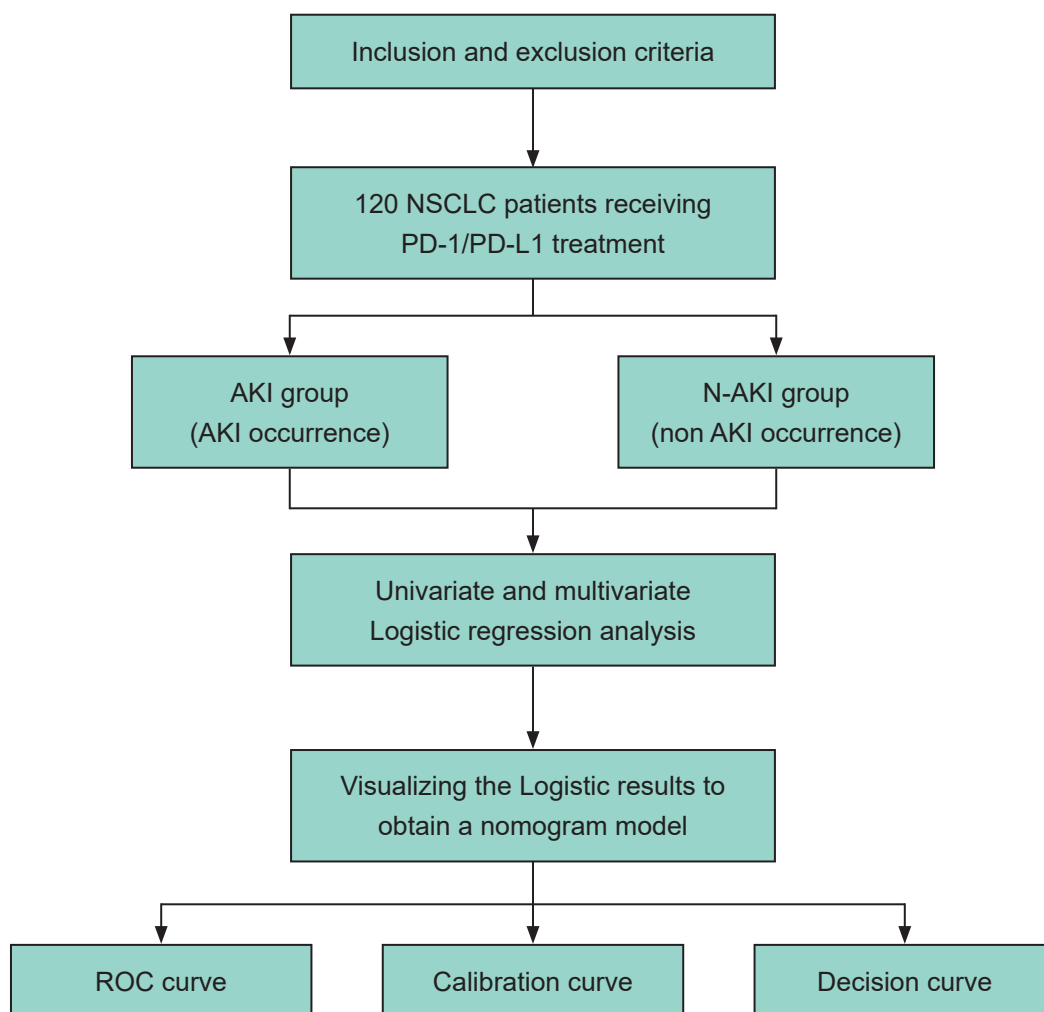 Inclusion and exclusion criteria
120 NSCLC patients receiving
PD-1/PD-L1 treatment
AKI group
(AKI occurrence)
N-AKI group
(non AKI occurrence)
Univariate and multivariate
Logistic regression analysis
Visualizing the Logistic results to
obtain a nomogram model
ROC curve
Calibration curve
Decision curve